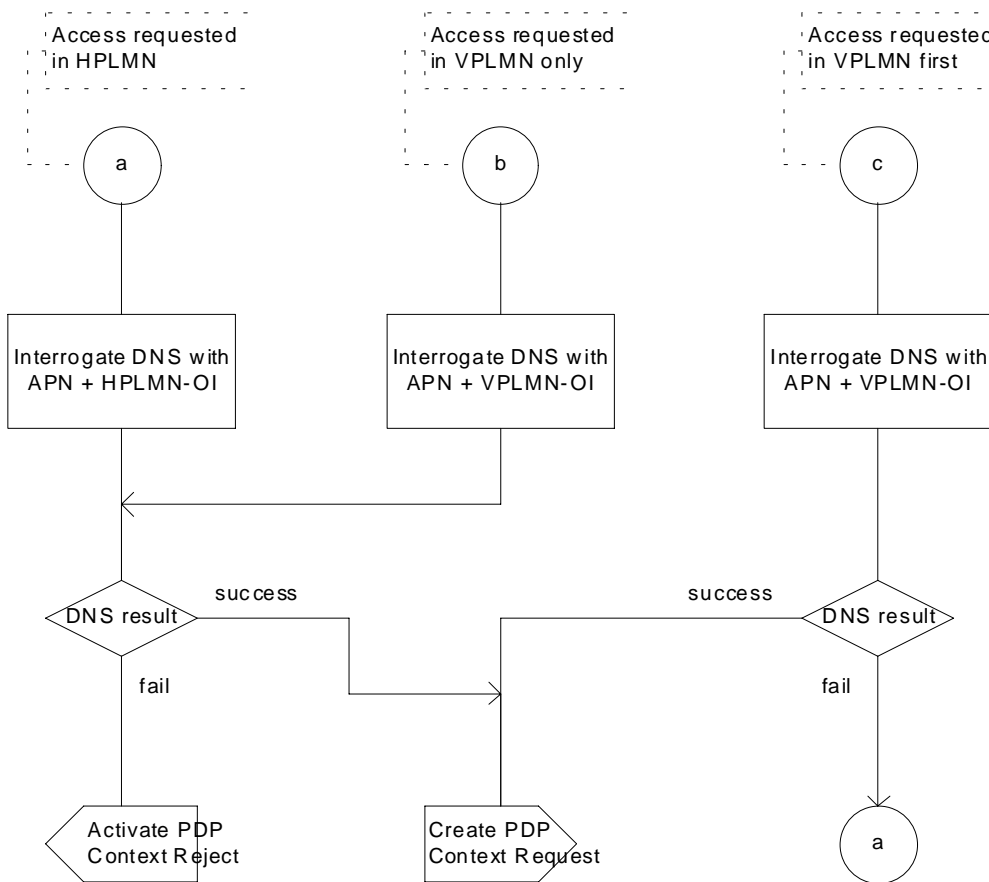 Access requested
in HPLMN
Access requested
in VPLMN only
Access requested
in VPLMN first
a
b
c
Interrogate DNS with
APN + HPLMN-OI
Interrogate DNS with
APN + VPLMN-OI
Interrogate DNS with
APN + VPLMN-OI
DNS result
success
success
DNS result
fail
fail
Activate PDP
Context Reject
Create PDP
Context Request
a